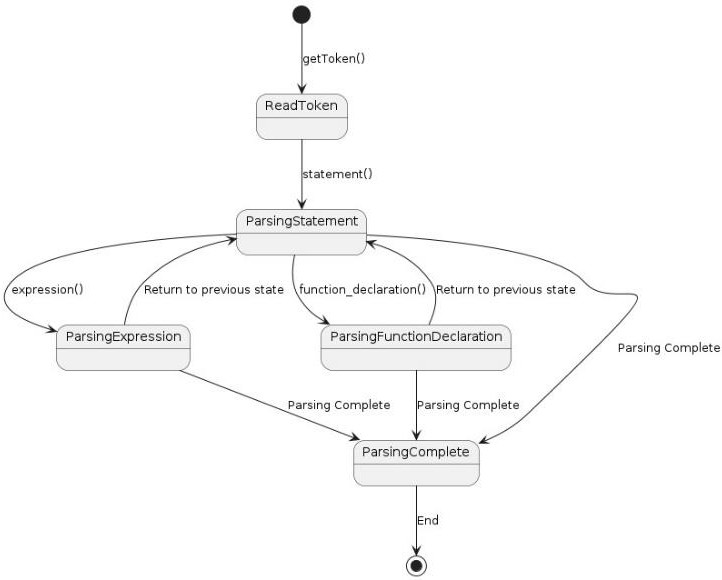 getToken()
ReadToken
statement()
ParsingStatement
expression()
Return to previous state
function_declaration()
Return to previous state
ParsingExpression
ParsingFunctionDeclaration
Parsing Complete
Parsing Complete
Parsing Complete
ParsingComplete
End